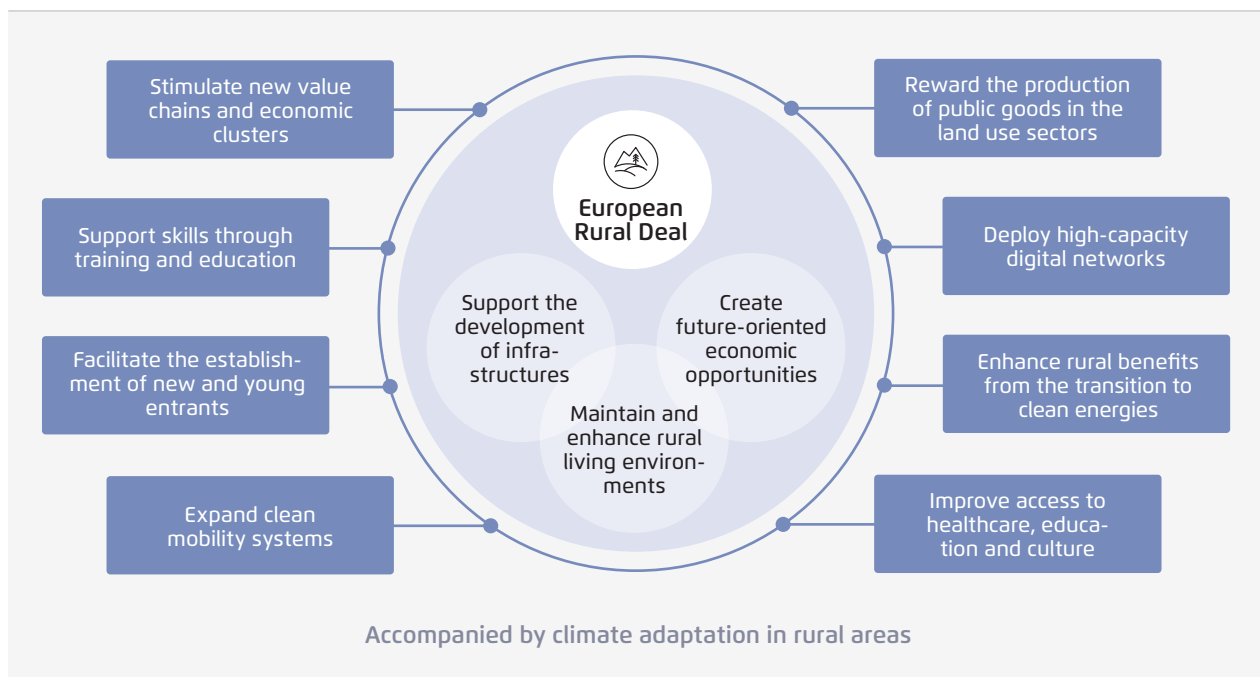 Stimulate new value
chains and economic
clusters
Support skills through
training and education
Facilitate the establish-
ment of new and young
entrants
Expand clean
mobility systems
European
Rural Deal
Support the
development
of infra-
structures
Create
future-oriented
economic
opportunities
Maintain and
enhance rural
living environ-
ments
Reward the production
of public goods in the
land use sectors
Deploy high-capacity
digital networks
Enhance rural benefits
from the transition to
clean energies
Improve access to
healthcare, educa-
tion and culture
Accompanied by climate adaptation in rural areas